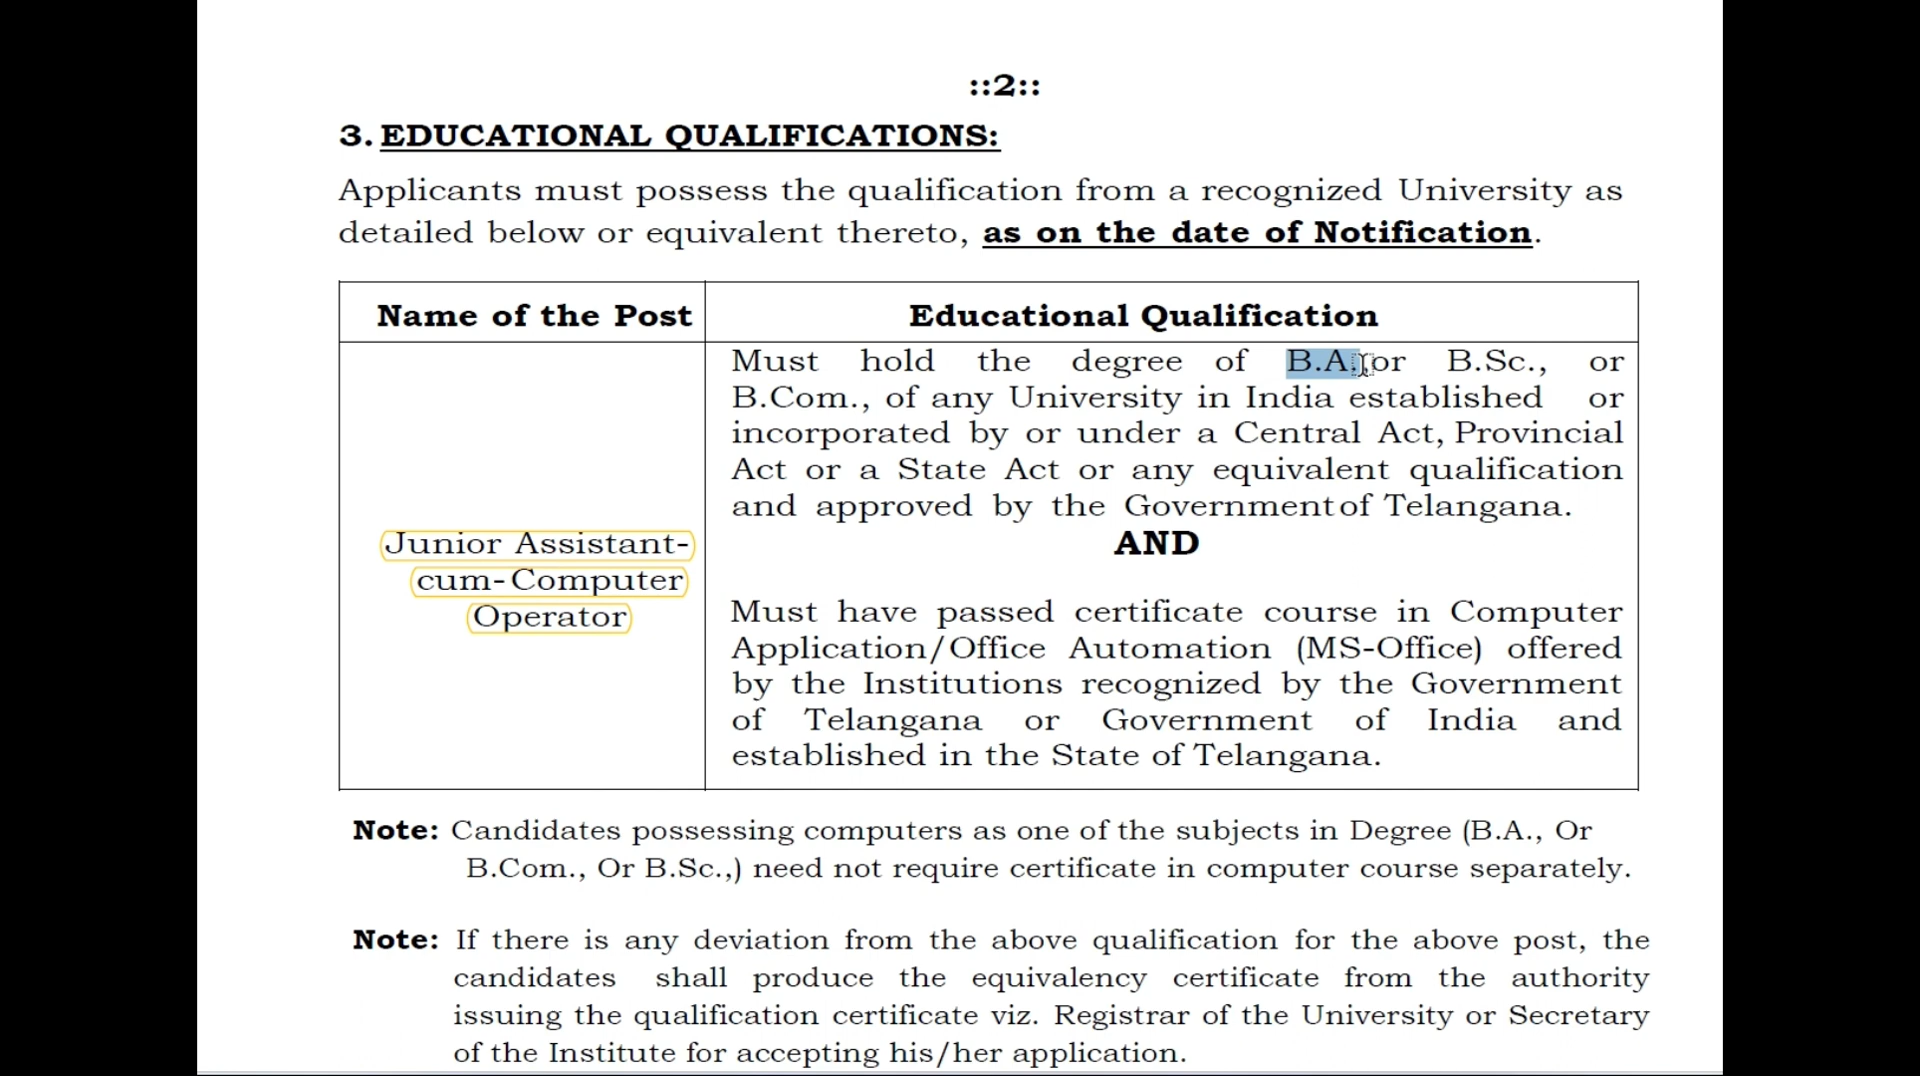 ::2::
3. EDUCATIONAL QUALIFICATIONS:
Applicants must possess the qualification from a recognized University as
detailed below or equivalent thereto, as on the date of Notification.
Name of the Post
Educational Qualification
Junior Assistant-
cum-Computer
Operator
Must hold the degree of B.A., or B.Sc., or
B.Com., of any University in India established or
incorporated by or under a Central Act, Provincial
Act or a State Act or any equivalent qualification
and approved by the Government of Telangana.
AND
Must have passed certificate course in Computer
Application/Office Automation (MS-Office) offered
by the Institutions recognized by the Government
of Telangana or Government of India and
established in the State of Telangana.
Note: Candidates possessing computers as one of the subjects in Degree (B.A., Or
B.Com., Or B.Sc.,) need not require certificate in computer course separately.
Note: If there is any deviation from the above qualification for the above post, the
candidates shall produce the equivalency certificate from the authority
issuing the qualification certificate viz. Registrar of the University or Secretary
of the Institute for accepting his/her application.